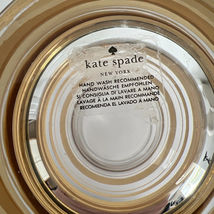 kate spade
NEW YORK
HAND WASH RECOMMENDED
HANDWÄSCHE EMPFOHLEN
SI CONSIGLIA DI LAVARE A MANO
LAVAGE À LA MAIN RECOMMANDÉ
RECOMIENDA EL LAVADO A MANO